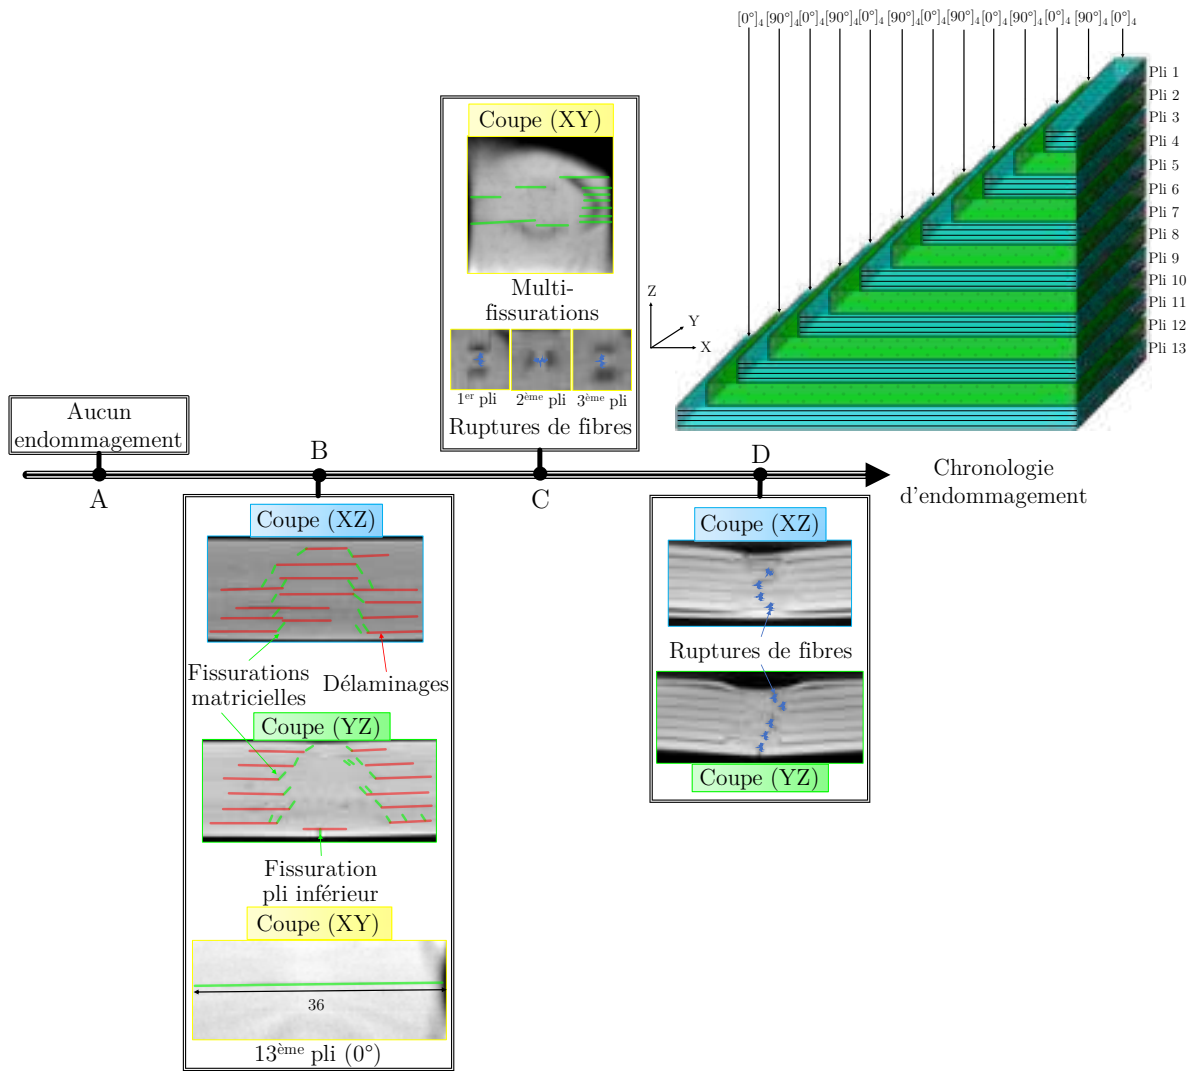 [0°]₄ [90°]₄ [0°]₄ [90°]₄ [0°]₄ [90°]₄ [0°]₄ [90°]₄ [0°]₄ [90°]₄ [0°]₄ [90°]₄ [0°]₄
Pli 1
Pli 2
Pli 3
Pli 4
Pli 5
Pli 6
Pli 7
Pli 8
Pli 9
Pli 10
Pli 11
Pli 12
Pli 13
Z
Y
X
Coupe (XY)
Multi-
fissurations
1er pli 2ème pli 3ème pli
Ruptures de fibres
Aucun
endommagement
A
B
C
D
Chronologie
d'endommagement
Coupe (XZ)
Fissurations
matricielles
Délaminages
Coupe (YZ)
Fissuration
pli inférieur
Coupe (XY)
36
13ème pli (0°)
Coupe (XZ)
Ruptures de fibres
Coupe (YZ)